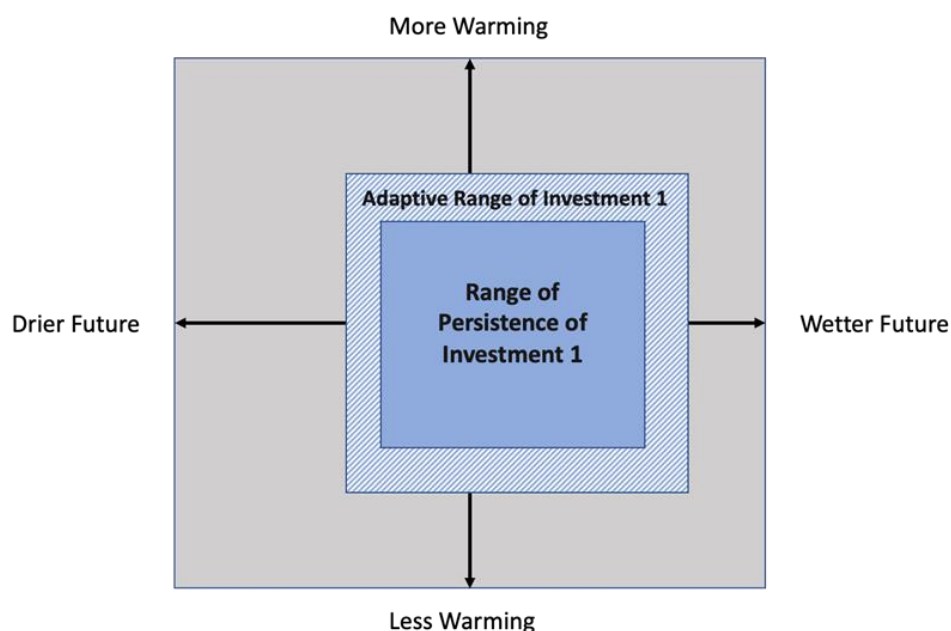 More Warming
Adaptive Range of Investment 1
Range of
Persistence of
Investment 1
Drier Future
Wetter Future
Less Warming